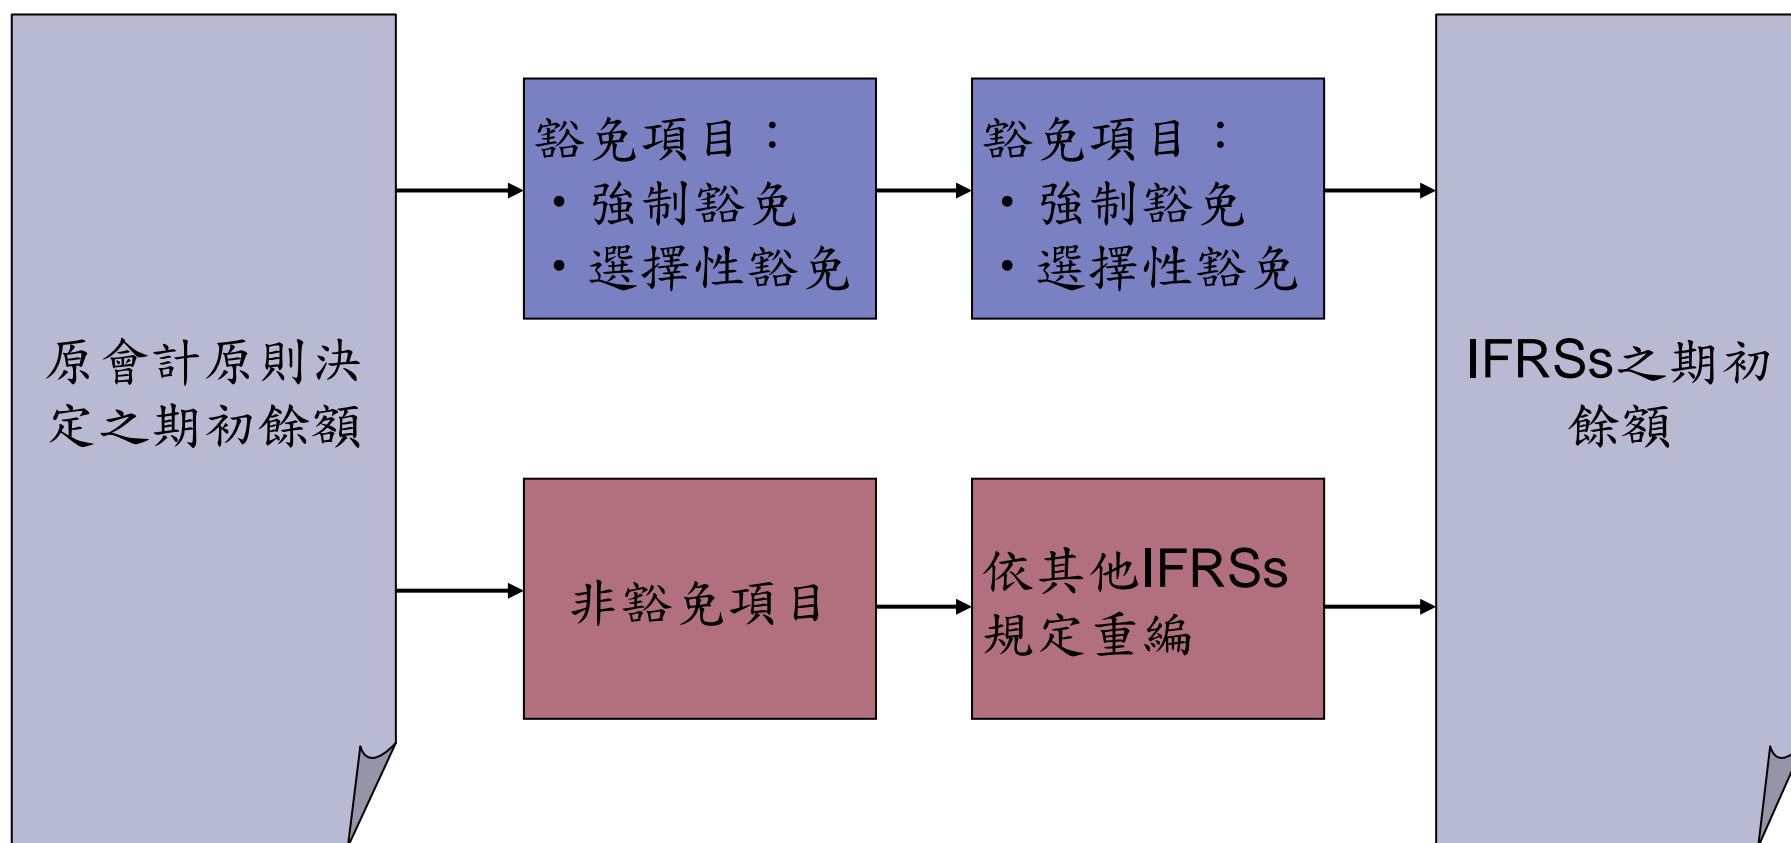 原會計原則決
定之期初餘額
豁免項目：
•強制豁免
•選擇性豁免
豁免項目：
•強制豁免
•選擇性豁免
非豁免項目
依其他IFRSs
規定重編
IFRSs之期初
餘額